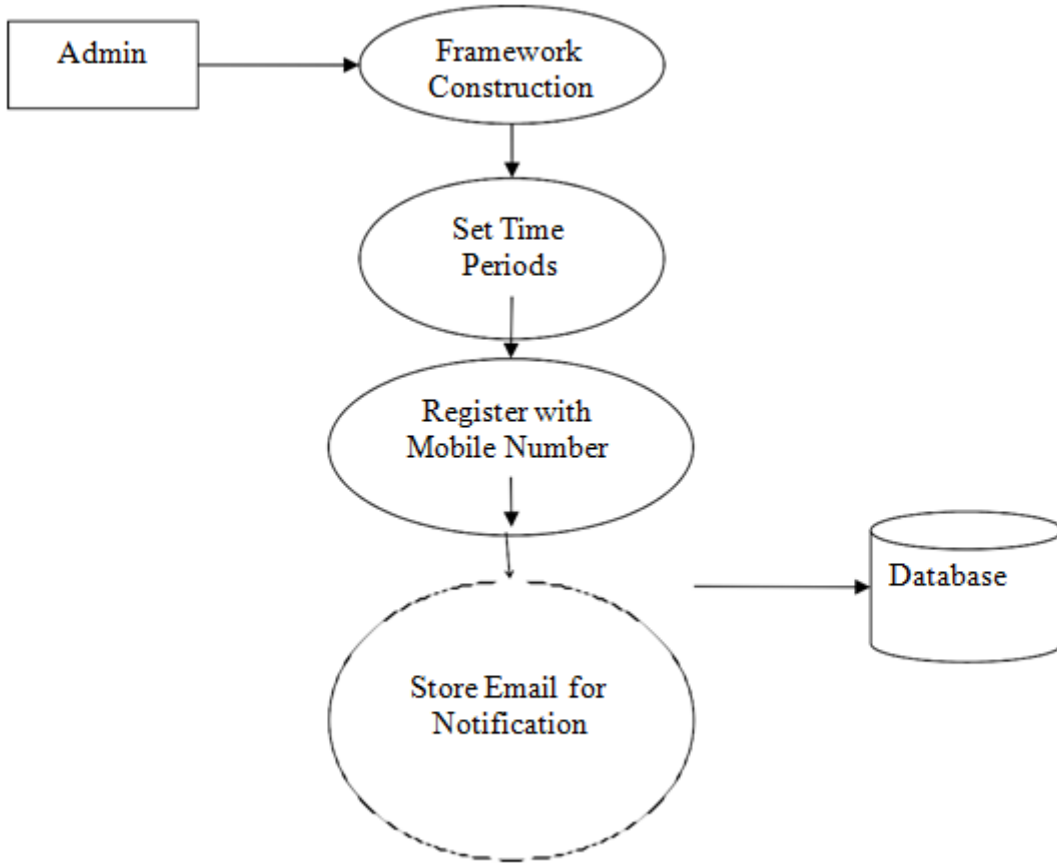 Admin
Framework
Construction
Set Time
Periods
Register with
Mobile Number
Database
Store Email for
Notification